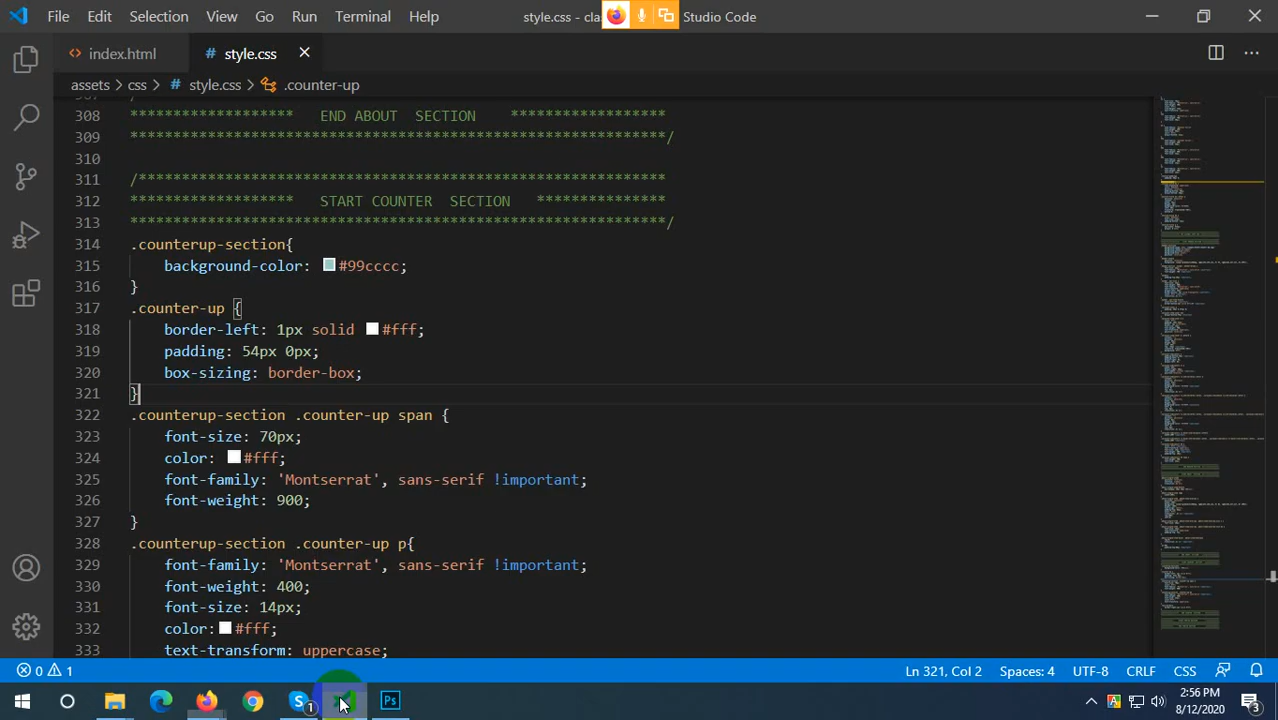 File Edit Selection View Go Run Terminal Help style.css - cla Studio Code
index.html style.css
assets > css > style.css > .counter-up
308 ******************* END ABOUT SECTION ******************
309 **************************************************************/
310
311 /**************************************************************
312 ******************* START COUNTER SECTION ***************
313 **************************************************************/
314 .counterup-section{
315 background-color: #99cccc;
316 }
317 .counter-up {
318 border-left: 1px solid #fff;
319 padding: 54px 0px;
320 box-sizing: border-box;
321 }
322 .counterup-section .counter-up span {
323 font-size: 70px;
324 color: #fff;
325 font-family: 'Montserrat', sans-serif !important;
326 font-weight: 900;
327 }
328 .counterup-section .counter-up p{
329 font-family: 'Montserrat', sans-serif !important;
330 font-weight: 400;
331 font-size: 14px;
332 color: #fff;
333 text-transform: uppercase;
0 1 Ln 321, Col 2 Spaces: 4 UTF-8 CRLF CSS
S 1 Ps 2:56 PM
8/12/2020 3